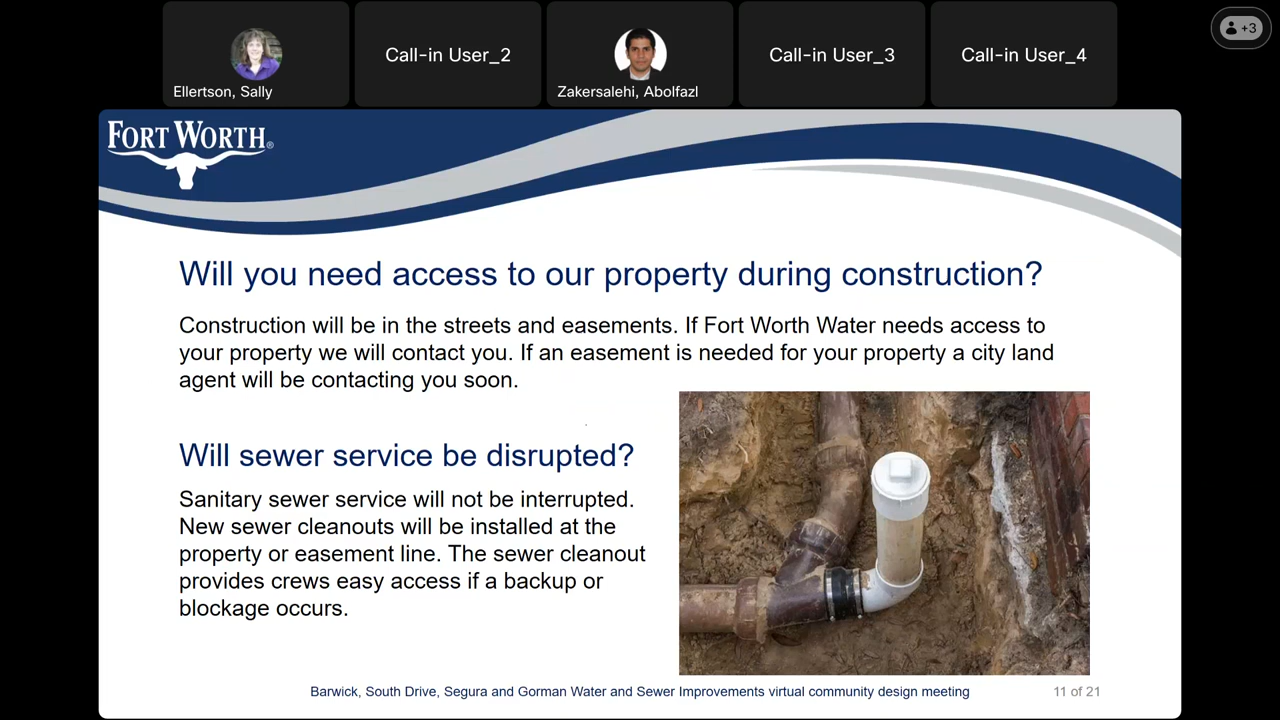 Call-in User_2
Call-in User_3
Call-in User_4
+3
Ellertson, Sally
Zakersalehi, Abolfazl
FORT WORTH®
Will you need access to our property during construction?
Construction will be in the streets and easements. If Fort Worth Water needs access to
your property we will contact you. If an easement is needed for your property a city land
agent will be contacting you soon.
Will sewer service be disrupted?
Sanitary sewer service will not be interrupted.
New sewer cleanouts will be installed at the
property or easement line. The sewer cleanout
provides crews easy access if a backup or
blockage occurs.
Barwick, South Drive, Segura and Gorman Water and Sewer Improvements virtual community design meeting
11 of 21